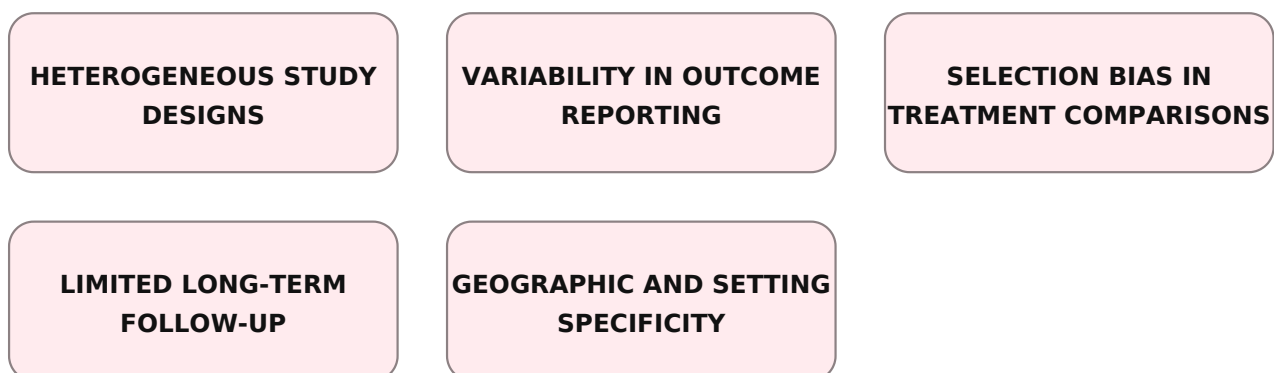 HETEROGENEOUS STUDY
DESIGNS
VARIABILITY IN OUTCOME
REPORTING
SELECTION BIAS IN
TREATMENT COMPARISONS
LIMITED LONG-TERM
FOLLOW-UP
GEOGRAPHIC AND SETTING
SPECIFICITY